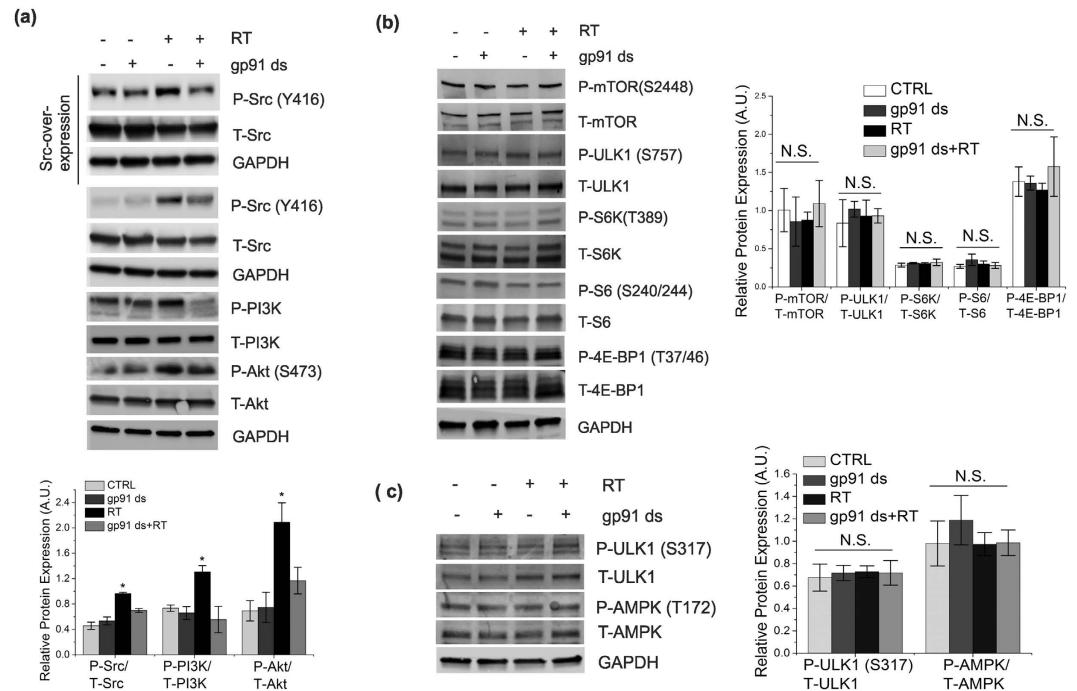 (a)
- - + + RT
- + - + gp91 ds
Src-over-
expression
P-Src (Y416)
T-Src
GAPDH
P-Src (Y416)
T-Src
GAPDH
P-PI3K
T-PI3K
P-Akt (S473)
T-Akt
GAPDH
Relative Protein Expression (A.U.)
2.4
2.0
1.6
1.2
0.8
0.4
0.0
CTRL
gp91 ds
RT
gp91 ds+RT
*
*
*
P-Src/
T-Src
P-PI3K/
T-PI3K
P-Akt/
T-Akt
(b)
- - + + RT
- + - + gp91 ds
P-mTOR(S2448)
T-mTOR
P-ULK1 (S757)
T-ULK1
P-S6K(T389)
T-S6K
P-S6 (S240/244)
T-S6
P-4E-BP1 (T37/46)
T-4E-BP1
GAPDH
Relative Protein Expression (A.U.)
2.5
2.0
1.5
1.0
0.5
0.0
CTRL
gp91 ds
RT
gp91 ds+RT
N.S.
N.S.
N.S.
N.S.
N.S.
P-mTOR/
T-mTOR
P-ULK1/
T-ULK1
P-S6K/
T-S6K
P-S6/
T-S6
P-4E-BP1/
T-4E-BP1
( c)
- - + + RT
- + - + gp91 ds
P-ULK1 (S317)
T-ULK1
P-AMPK (T172)
T-AMPK
GAPDH
Relative Protein Expression (A.U.)
1.6
1.4
1.2
1.0
0.8
0.6
0.4
0.2
0.0
CTRL
gp91 ds
RT
gp91 ds+RT
N.S.
N.S.
P-ULK1 (S317)
T-ULK1
P-AMPK/
T-AMPK